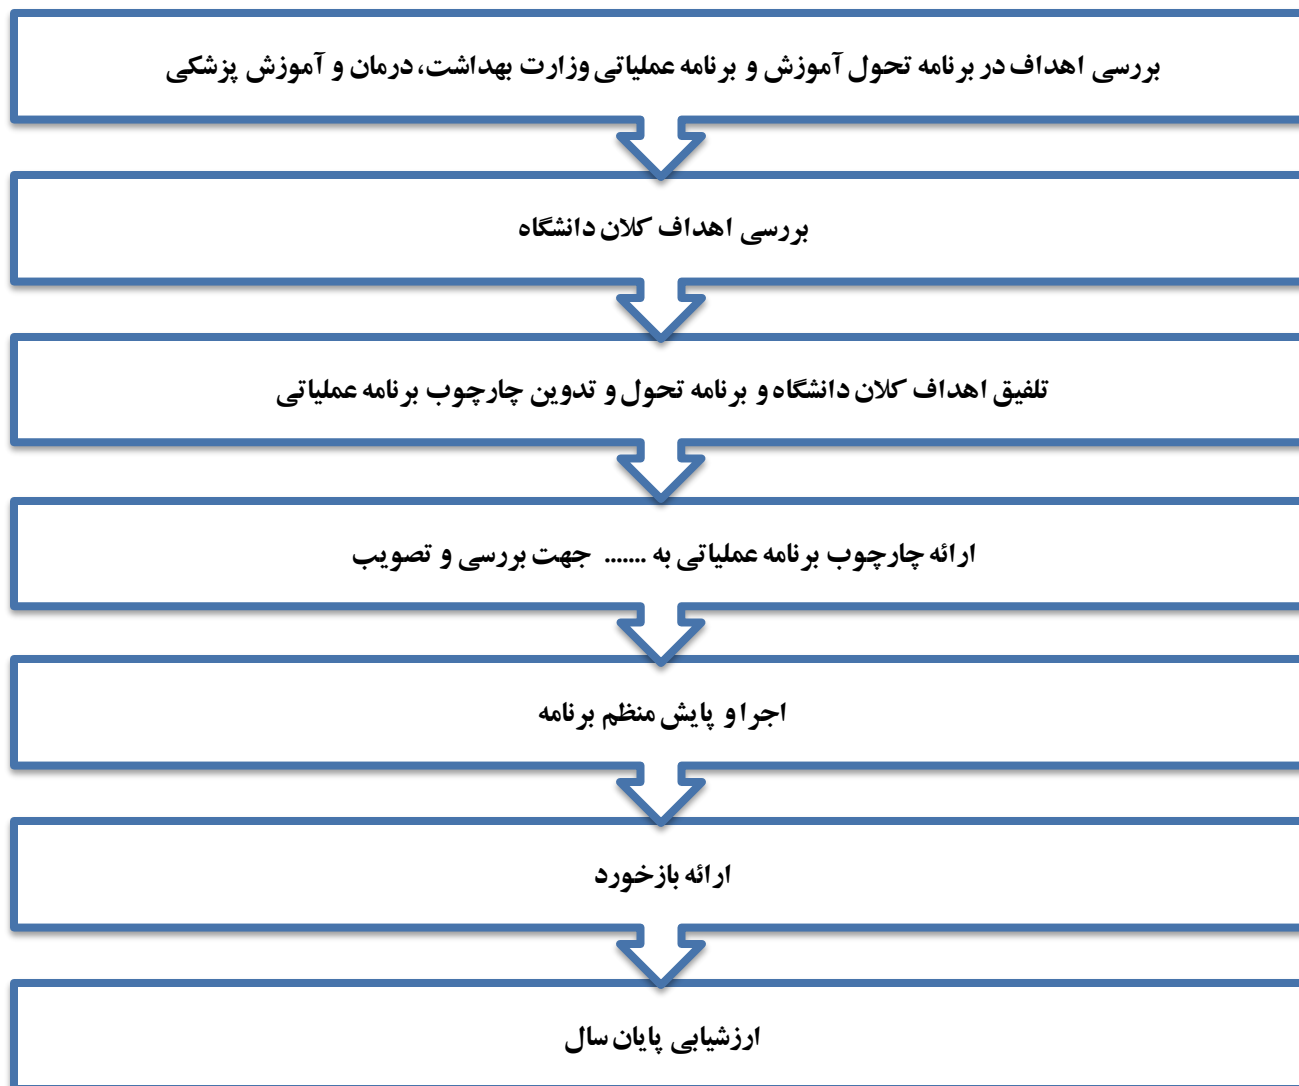 بررسی اهداف در برنامه تحول آموزش و برنامه عملیاتی وزارت بهداشت، درمان و آموزش پزشکی
بررسی اهداف کلان دانشگاه
تلفیق اهداف کلان دانشگاه و برنامه تحول و تدوین چارچوب برنامه عملیاتی
ارائه چارچوب برنامه عملیاتی به ....... جهت بررسی و تصویب
اجرا و پایش منظم برنامه
ارائه بازخورد
ارزشیابی پایان سال